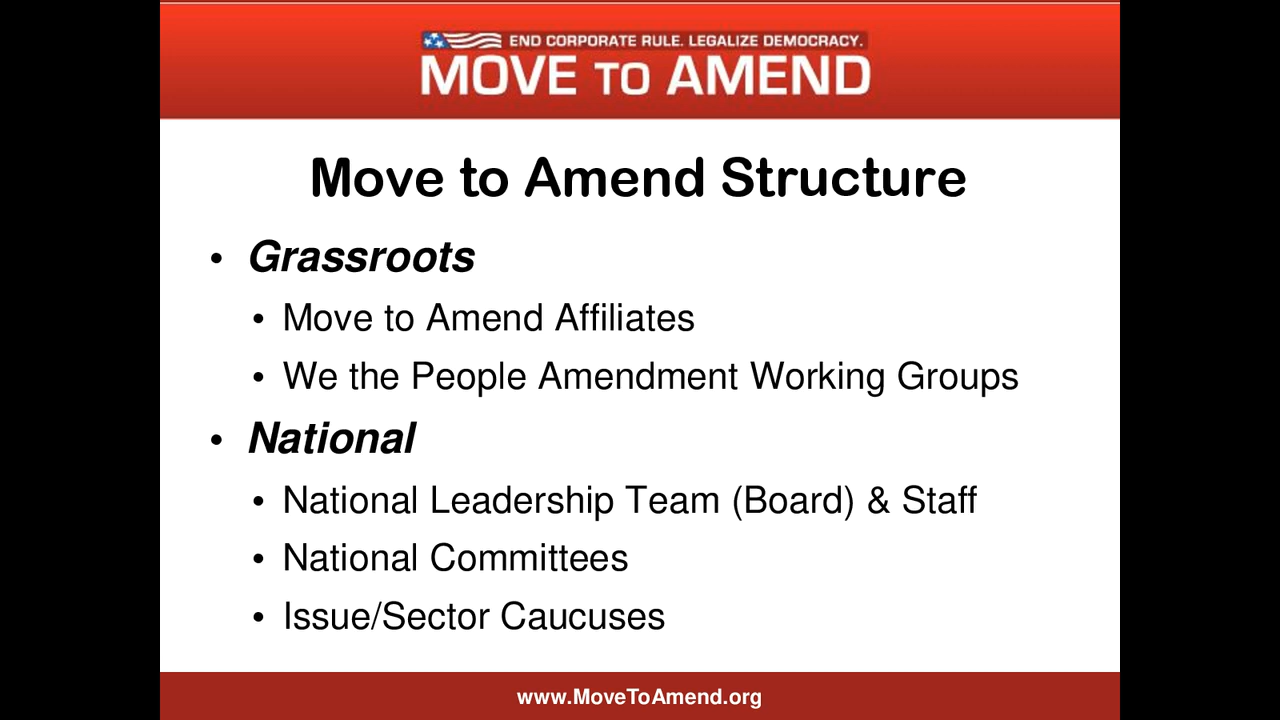 END CORPORATE RULE. LEGALIZE DEMOCRACY.
MOVE TO AMEND
Move to Amend Structure
• Grassroots
• Move to Amend Affiliates
• We the People Amendment Working Groups
• National
• National Leadership Team (Board) & Staff
• National Committees
• Issue/Sector Caucuses
www.MoveToAmend.org